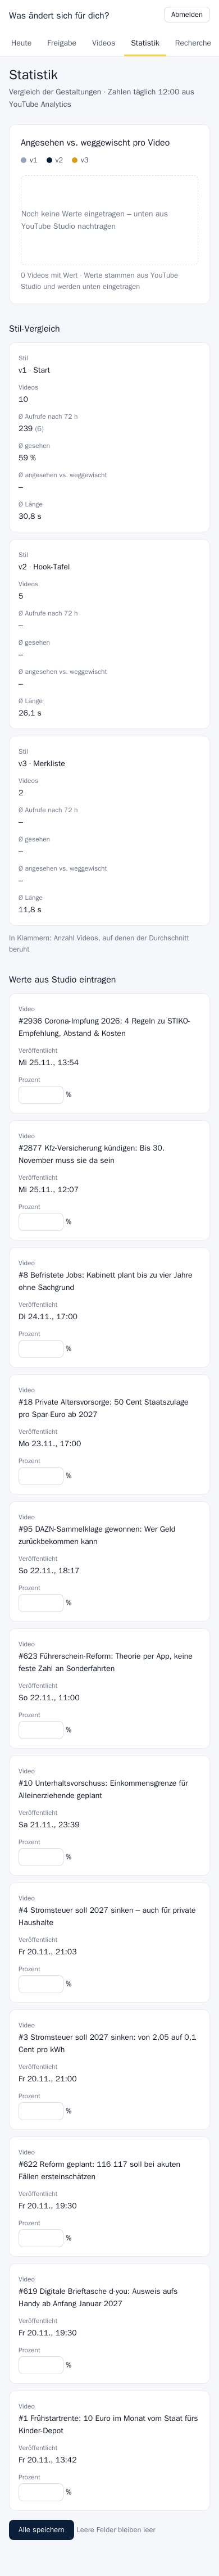 Was ändert sich für dich?
Abmelden
Heute Freigabe Videos Statistik Recherche
Statistik
Vergleich der Gestaltungen · Zahlen täglich 12:00 aus
YouTube Analytics
Angesehen vs. weggewischt pro Video
v1 v2 v3
Noch keine Werte eingetragen – unten aus
YouTube Studio nachtragen
0 Videos mit Wert · Werte stammen aus YouTube
Studio und werden unten eingetragen
Stil-Vergleich
Stil
v1 · Start
Videos
10
Ø Aufrufe nach 72 h
239 (6)
Ø gesehen
59 %
Ø angesehen vs. weggewischt
–
Ø Länge
30,8 s
Stil
v2 · Hook-Tafel
Videos
5
Ø Aufrufe nach 72 h
–
Ø gesehen
–
Ø angesehen vs. weggewischt
–
Ø Länge
26,1 s
Stil
v3 · Merkliste
Videos
2
Ø Aufrufe nach 72 h
–
Ø gesehen
–
Ø angesehen vs. weggewischt
–
Ø Länge
11,8 s
In Klammern: Anzahl Videos, auf denen der Durchschnitt
beruht
Werte aus Studio eintragen
Video
#2936 Corona-Impfung 2026: 4 Regeln zu STIKO-
Empfehlung, Abstand & Kosten
Veröffentlicht
Mi 25.11., 13:54
Prozent
%
Video
#2877 Kfz-Versicherung kündigen: Bis 30.
November muss sie da sein
Veröffentlicht
Mi 25.11., 12:07
Prozent
%
Video
#8 Befristete Jobs: Kabinett plant bis zu vier Jahre
ohne Sachgrund
Veröffentlicht
Di 24.11., 17:00
Prozent
%
Video
#18 Private Altersvorsorge: 50 Cent Staatszulage
pro Spar-Euro ab 2027
Veröffentlicht
Mo 23.11., 17:00
Prozent
%
Video
#95 DAZN-Sammelklage gewonnen: Wer Geld
zurückbekommen kann
Veröffentlicht
So 22.11., 18:17
Prozent
%
Video
#623 Führerschein-Reform: Theorie per App, keine
feste Zahl an Sonderfahrten
Veröffentlicht
So 22.11., 11:00
Prozent
%
Video
#10 Unterhaltsvorschuss: Einkommensgrenze für
Alleinerziehende geplant
Veröffentlicht
Sa 21.11., 23:39
Prozent
%
Video
#4 Stromsteuer soll 2027 sinken – auch für private
Haushalte
Veröffentlicht
Fr 20.11., 21:03
Prozent
%
Video
#3 Stromsteuer soll 2027 sinken: von 2,05 auf 0,1
Cent pro kWh
Veröffentlicht
Fr 20.11., 21:00
Prozent
%
Video
#622 Reform geplant: 116 117 soll bei akuten
Fällen ersteinschätzen
Veröffentlicht
Fr 20.11., 19:30
Prozent
%
Video
#619 Digitale Brieftasche d-you: Ausweis aufs
Handy ab Anfang Januar 2027
Veröffentlicht
Fr 20.11., 19:30
Prozent
%
Video
#1 Frühstartrente: 10 Euro im Monat vom Staat fürs
Kinder-Depot
Veröffentlicht
Fr 20.11., 13:42
Prozent
%
Alle speichern Leere Felder bleiben leer